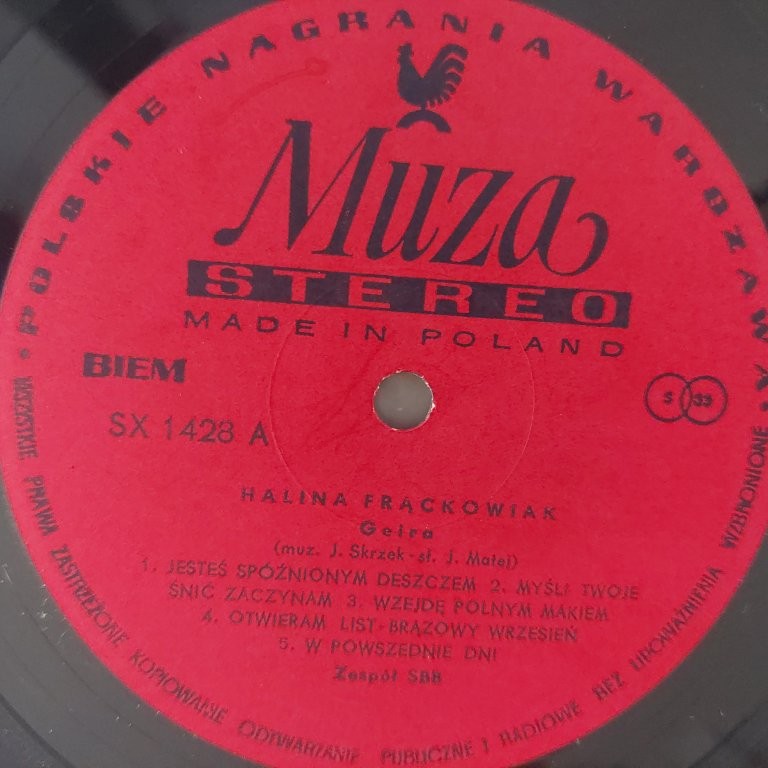 POLSKIE NAGRANIA WARSZAWA
Muza
STEREO
MADE IN POLAND
BIEM
S 33
SX 1428 A
HALINA FRĄCKOWIAK
Geira
(muz. J. Skrzek-sł. J. Matej)
1. JESTEŚ SPÓŹNIONYM DESZCZEM 2. MYŚLI TWOJE
ŚNIĆ ZACZYNAM 3. WZEJDĘ POLNYM MAKIEM
4. OTWIERAM LIST-BRĄZOWY WRZESIEŃ
5. W POWSZEDNIE DNI
Zespół SBB
• WSZYSTKIE PRAWA ZASTRZEŻONE KOPIOWANIE ODTWARZANIE PUBLICZNE I RADIOWE BEZ UPOWAŻNIENIA WZBRONIONE •